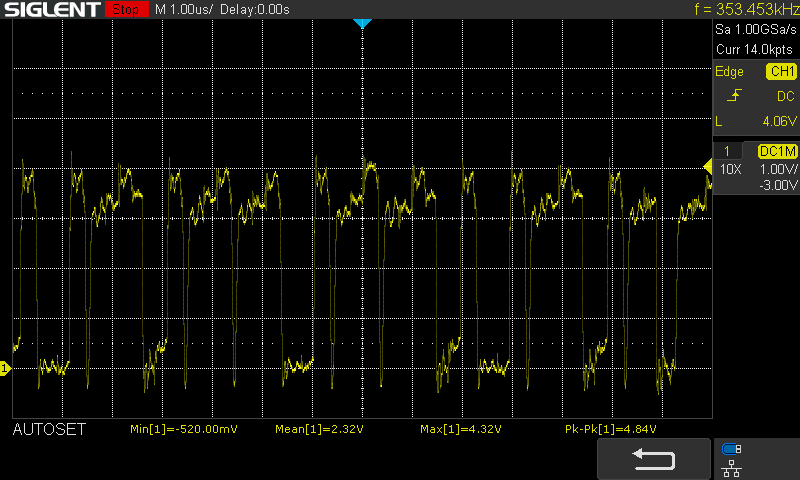 SIGLENT Stop M 1.00us/ Delay:0.00s f = 353.453kHz
Sa 1.00GSa/s
Curr 14.0kpts
Edge CH1
DC
L 4.06V
1 DC1M
10X 1.00V/
-3.00V
1
AUTOSET Min[1]=-520.00mV Mean[1]=2.32V Max[1]=4.32V Pk-Pk[1]=4.84V